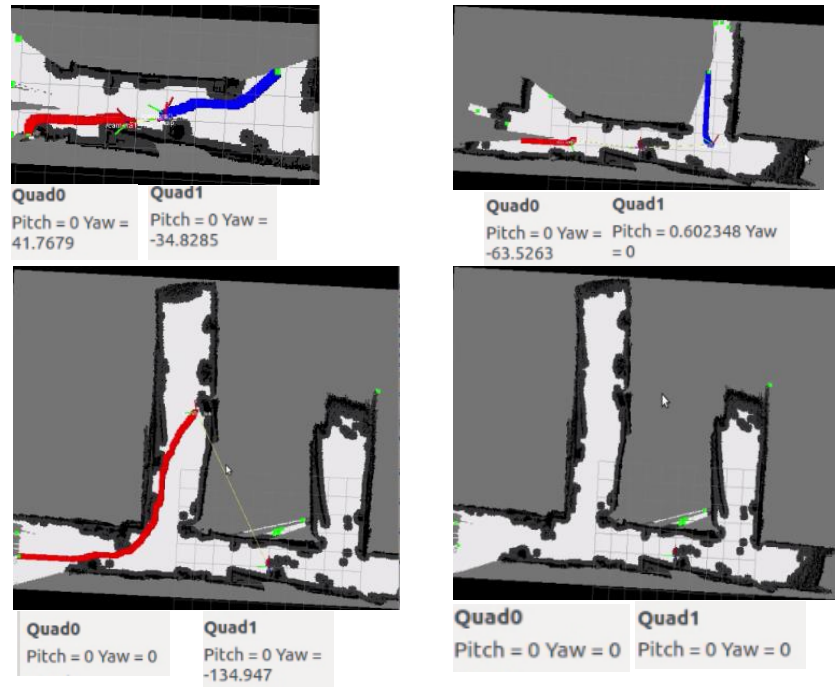 Quad0
Pitch = 0 Yaw =
41.7679
Quad1
Pitch = 0 Yaw =
-34.8285
Quad0
Pitch = 0 Yaw =
-63.5263
Quad1
Pitch = 0.602348 Yaw
= 0
Quad0
Pitch = 0 Yaw = 0
Quad1
Pitch = 0 Yaw =
-134.947
Quad0
Pitch = 0 Yaw = 0
Quad1
Pitch = 0 Yaw = 0